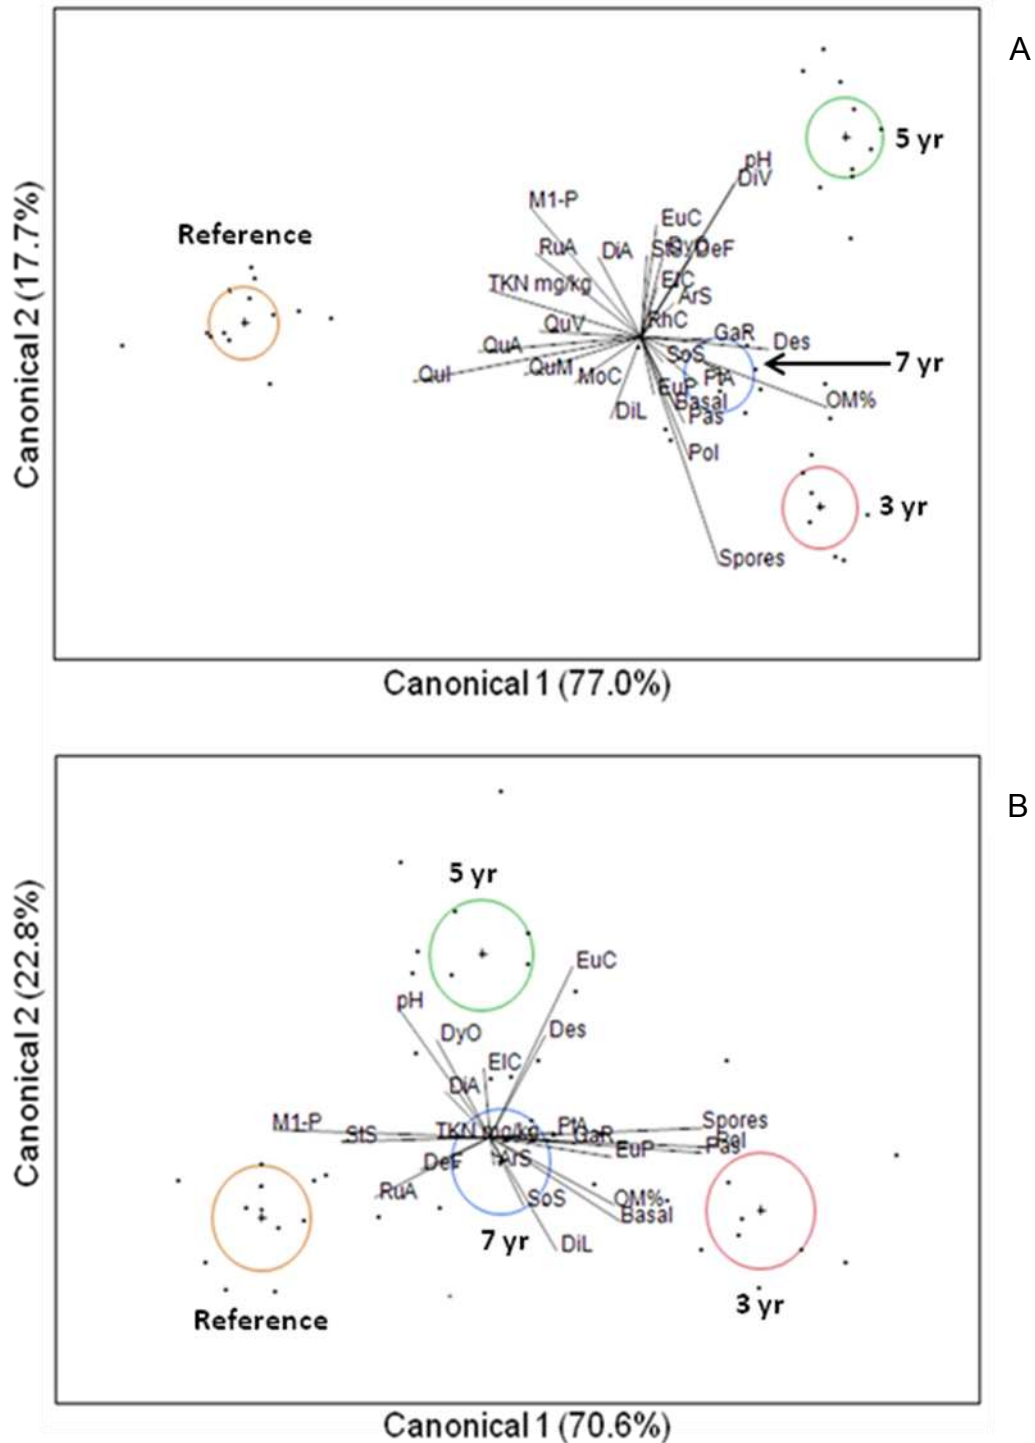 A
5 yr
pH
DiV
M1-P
EuC
Reference
RuA
DiA
StS
DyO
DeF
TKN mg/kg
EIC
ArS
RhC
QuV
GaR
Des
QuA
SoS
7 yr
QuI
QuM
MoC
PtA
EuP
Basal
OM%
DiL
Pas
Pol
3 yr
Spores
Canonical 2 (17.7%)
Canonical 1 (77.0%)
B
5 yr
EuC
pH
DyO
Des
EIC
DiA
M1-P
StS
TKN mg/kg
PtA
GaR
Spores
Pas
EuP
DeF
ArS
RuA
SoS
OM%
Basal
7 yr
DiL
Reference
3 yr
Canonical 2 (22.8%)
Canonical 1 (70.6%)